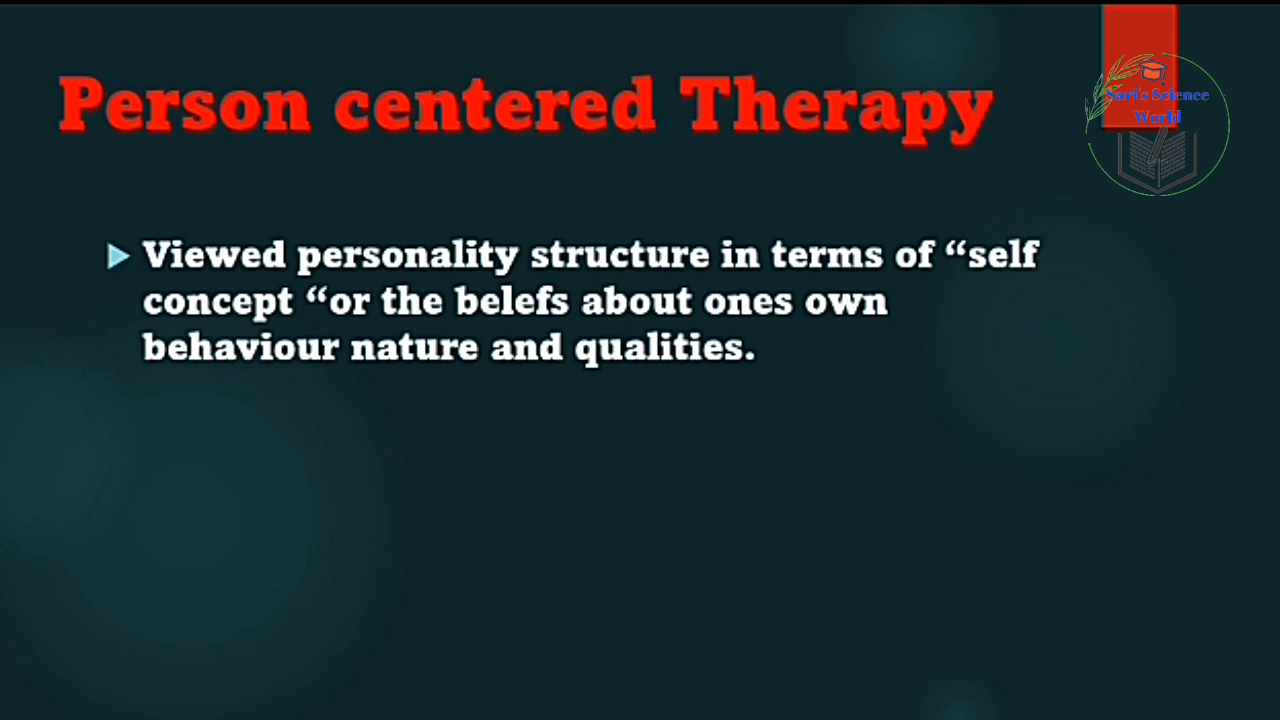 Person centered Therapy
Sari's Science
World
Viewed personality structure in terms of “self
concept “or the belefs about ones own
behaviour nature and qualities.